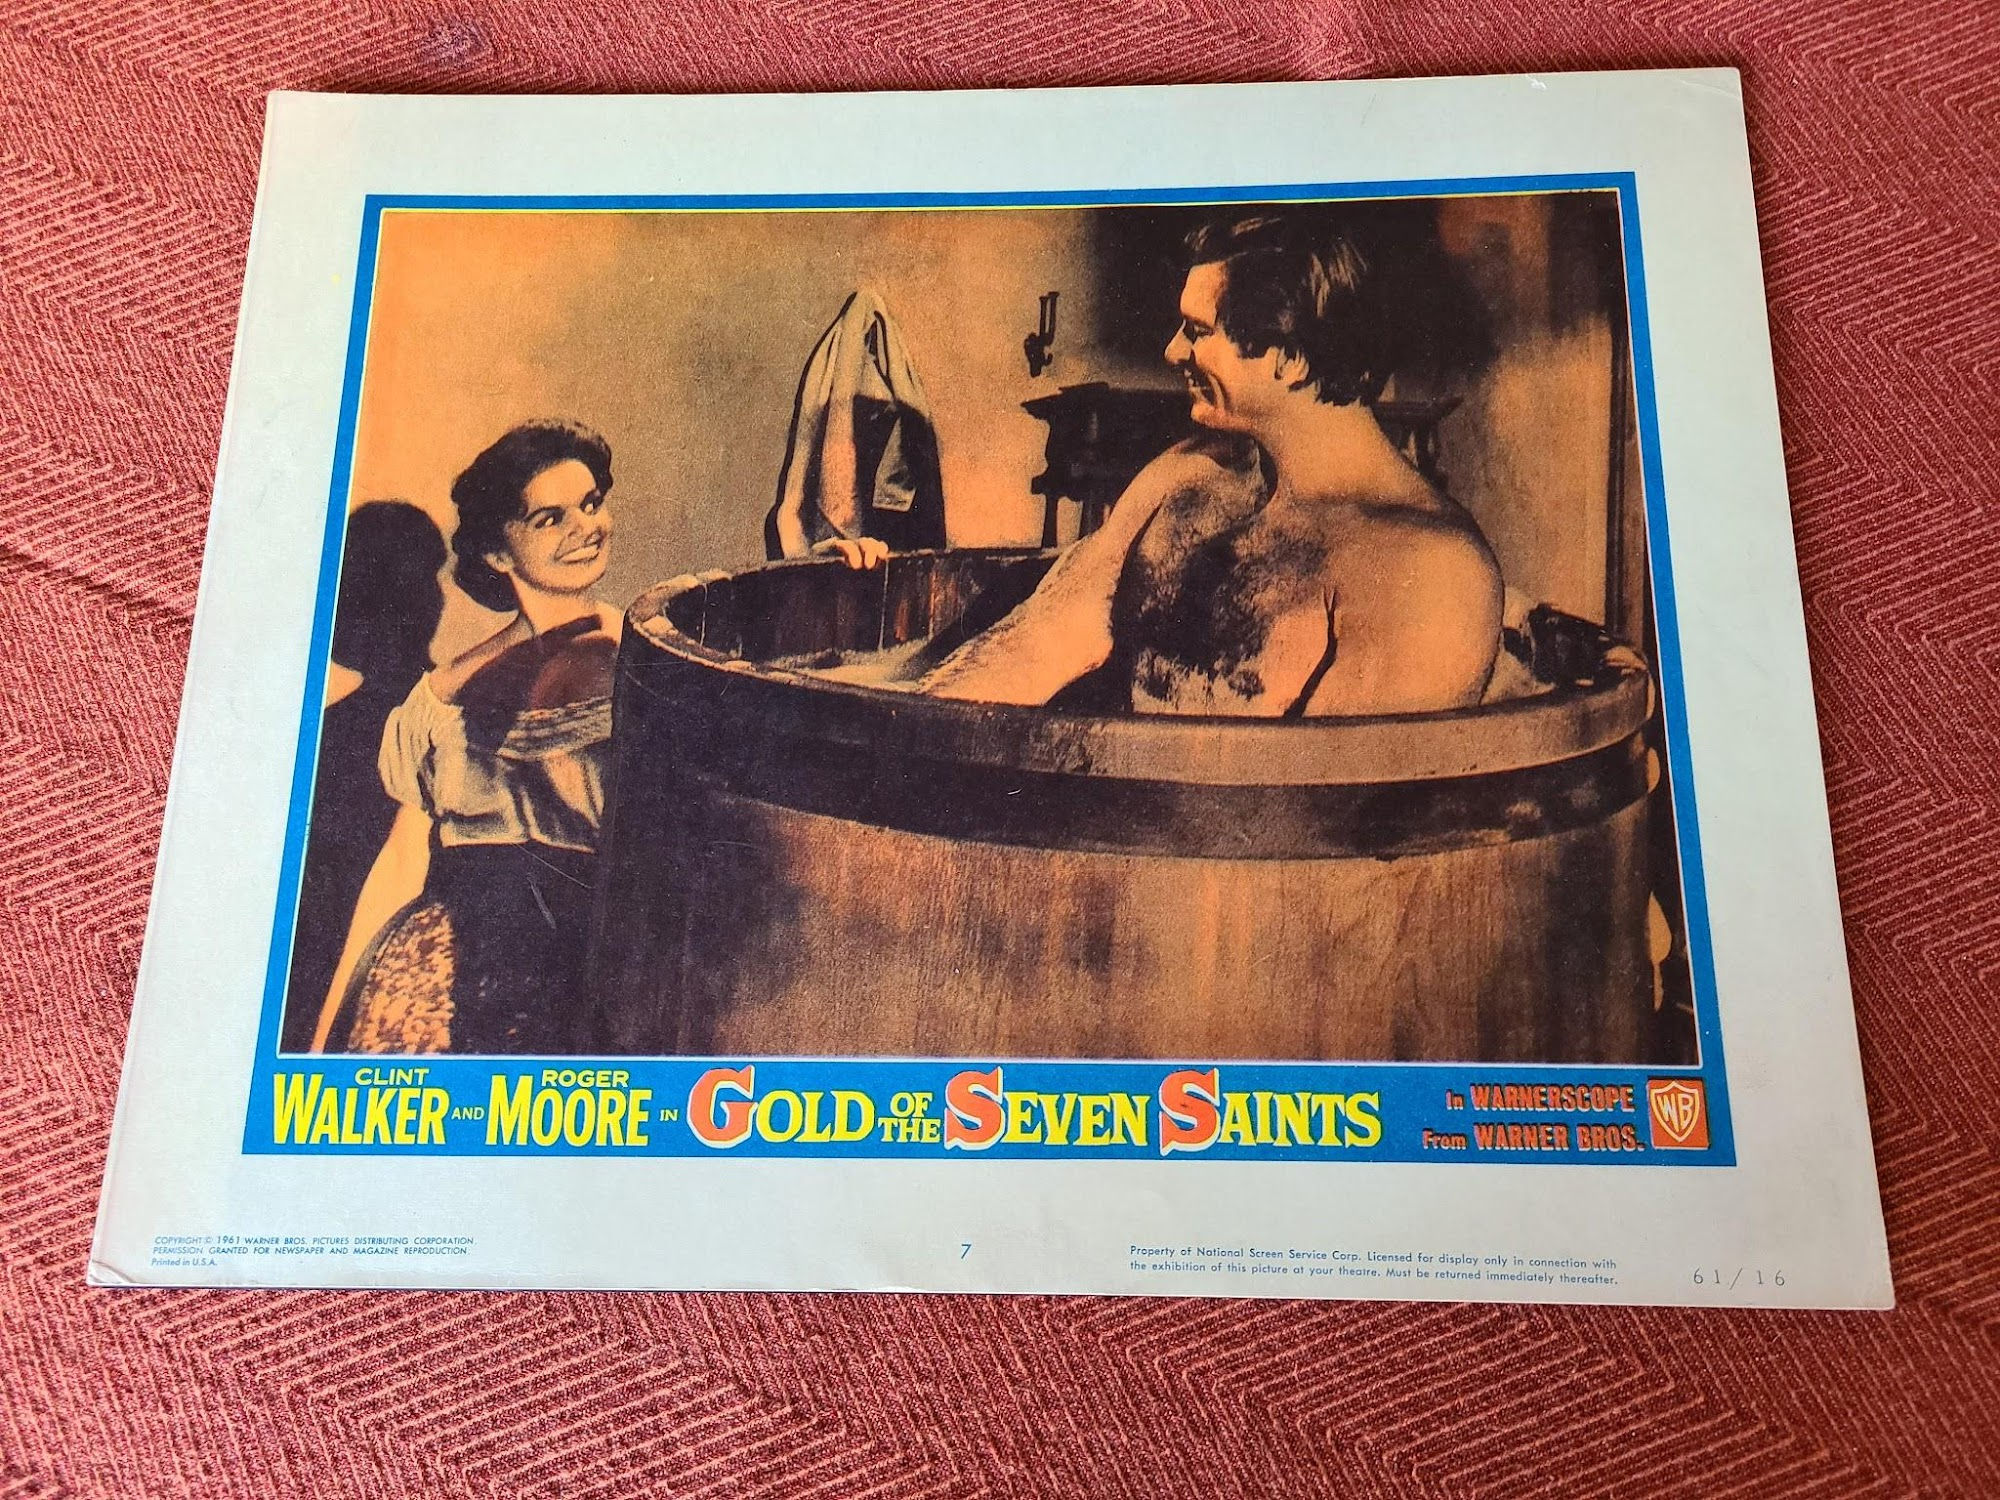 CLINT WALKER AND ROGER MOORE IN GOLD OF THE SEVEN SAINTS
In WARNERSCOPE
From WARNER BROS.
WB
COPYRIGHT © 1961 WARNER BROS. PICTURES DISTRIBUTING CORPORATION
PERMISSION GRANTED FOR NEWSPAPER AND MAGAZINE REPRODUCTION
Printed in U.S.A.
7
Property of National Screen Service Corp. Licensed for display only in connection with
the exhibition of this picture at your theatre. Must be returned immediately thereafter.
61/16